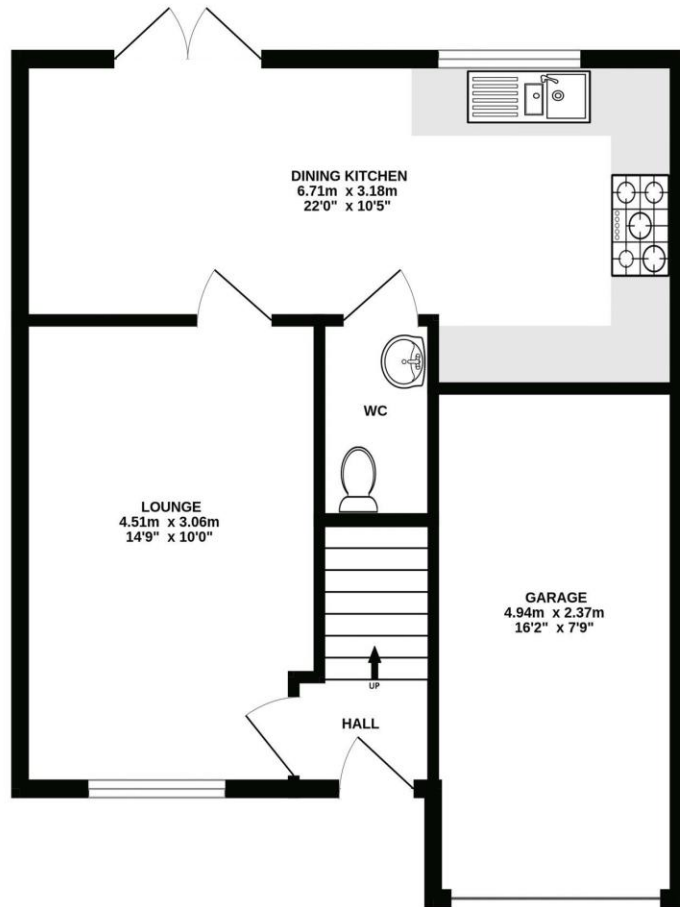 DINING KITCHEN
6.71m x 3.18m
22'0" x 10'5"
WC
LOUNGE
4.51m x 3.06m
14'9" x 10'0"
GARAGE
4.94m x 2.37m
16'2" x 7'9"
UP
HALL